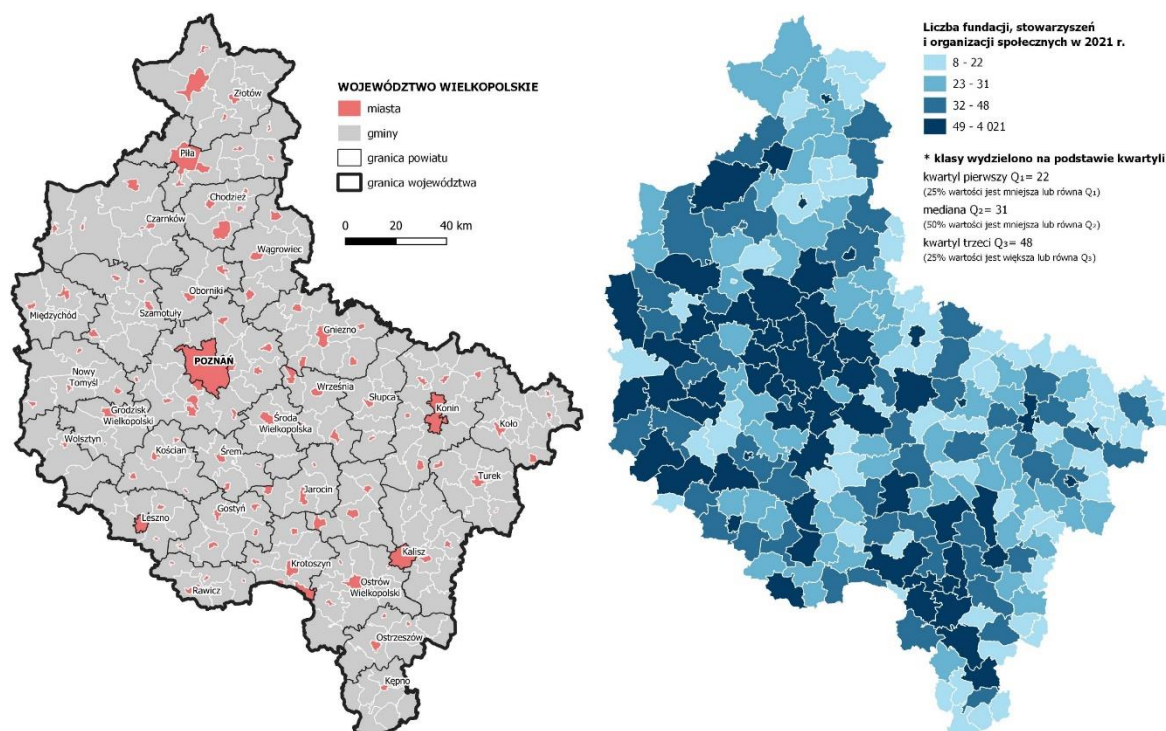 WOJEWÓDZTWO WIELKOPOLSKIE
miasta
gminy
granica powiatu
granica województwa
0 20 40 km
Złotów
Piła
Chodzież
Czarnków
Wągrowiec
Oborniki
Międzychód
Szamotuły
Gniezno
POZNAŃ
Nowy
Tomyśl
Września
Słupca
Konin
Grodzisk
Wielkopolski
Środa
Wielkopolska
Koło
Wolsztyn
Kościan
Śrem
Turek
Jarocin
Leszno
Gostyń
Kalisz
Krotoszyn
Rawicz
Ostrów
Wielkopolski
Ostrzeszów
Kępno
Liczba fundacji, stowarzyszeń
i organizacji społecznych w 2021 r.
8 - 22
23 - 31
32 - 48
49 - 4 021
* klasy wydzielono na podstawie kwartyli
kwartyl pierwszy Q₁= 22
(25% wartości jest mniejsza lub równa Q₁)
mediana Q₂= 31
(50% wartości jest mniejsza lub równa Q₂)
kwartyl trzeci Q₃= 48
(25% wartości jest większa lub równa Q₃)